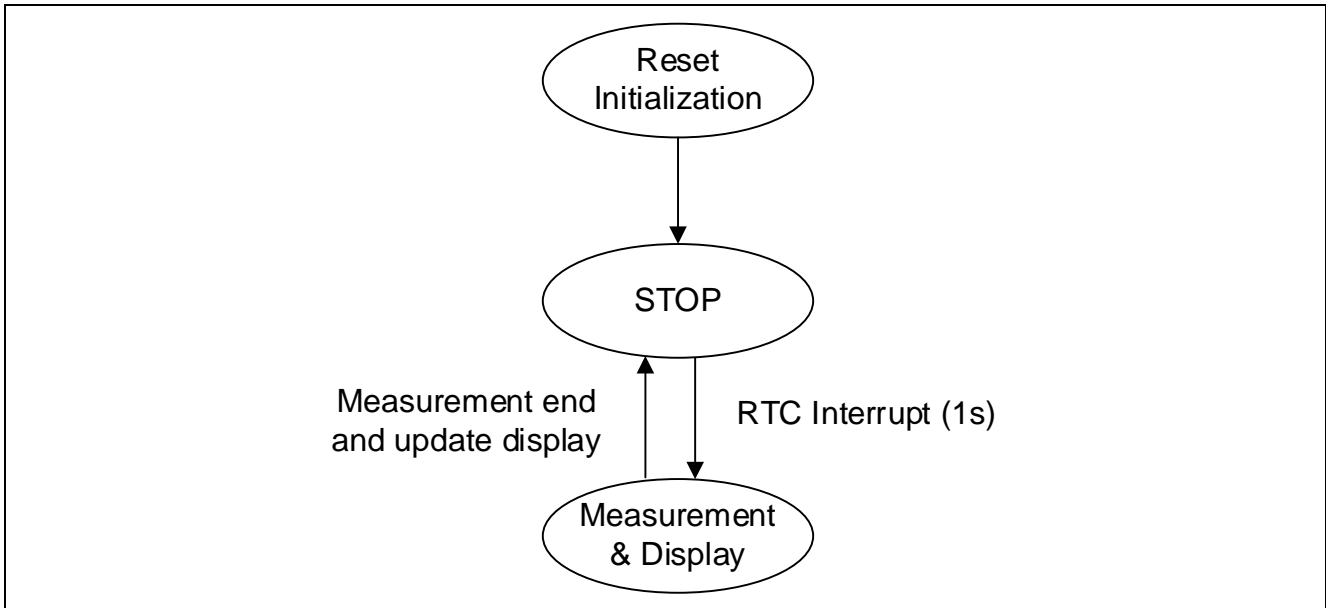 Reset
Initialization
STOP
Measurement end
and update display
RTC Interrupt (1s)
Measurement
& Display